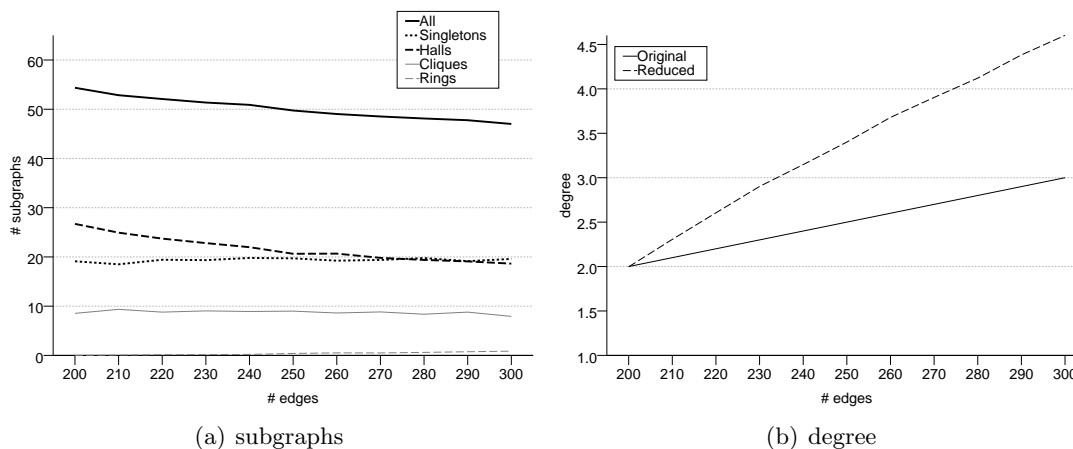 All
Singletons
Halls
Cliques
Rings
# subgraphs
60
50
40
30
20
10
0
200 210 220 230 240 250 260 270 280 290 300
# edges
(a) subgraphs
Original
Reduced
degree
4.5
4.0
3.5
3.0
2.5
2.0
1.5
1.0
200 210 220 230 240 250 260 270 280 290 300
# edges
(b) degree